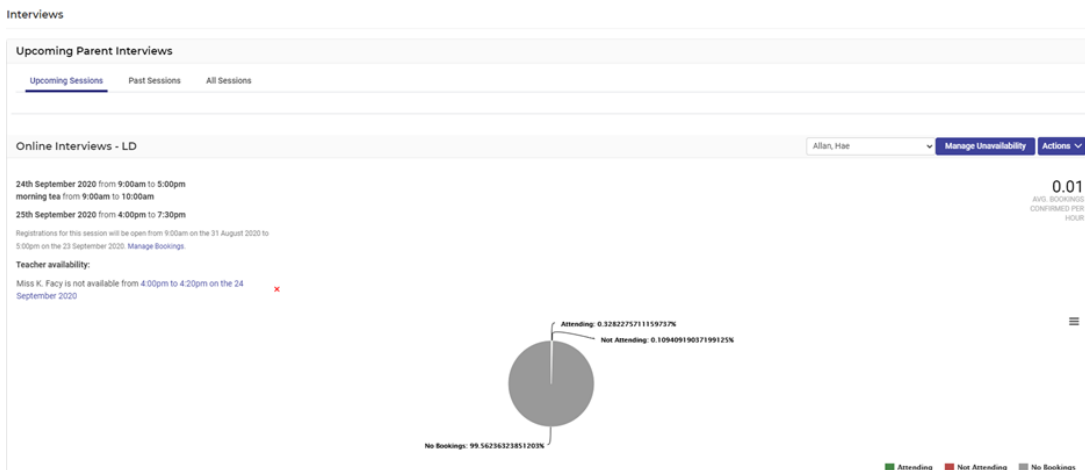 Interviews
Upcoming Parent Interviews
Upcoming Sessions Past Sessions All Sessions
Online Interviews - LD
Allan, Hae Manage Unavailability Actions
24th September 2020 from 9:00am to 5:00pm
morning tea from 9:00am to 10:00am
25th September 2020 from 4:00pm to 7:30pm
Registrations for this session will be open from 9:00am on the 31 August 2020 to
5:00pm on the 23 September 2020. Manage Bookings.
Teacher availability:
Miss K. Facy is not available from 4:00pm to 4:20pm on the 24
September 2020
0.01
AVG. BOOKINGS
CONFIRMED PER
HOUR
Attending: 0.3282275711159737%
Not Attending: 0.10940919037199125%
No Bookings: 99.56236323851203%
Attending Not Attending No Bookings